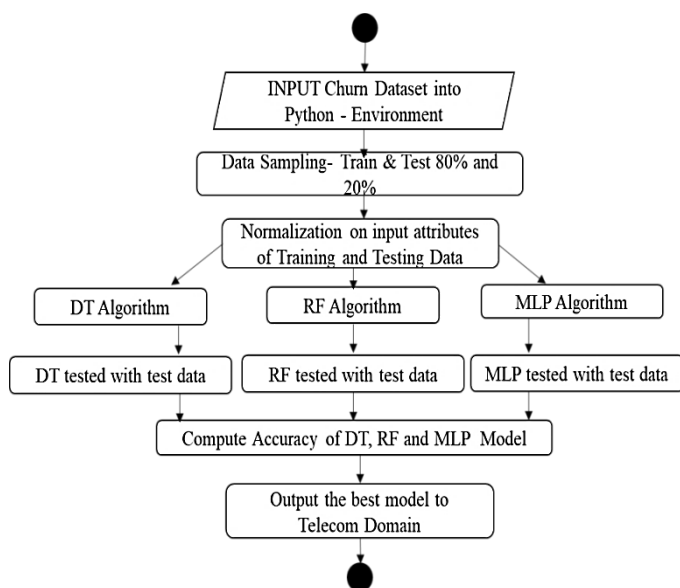 INPUT Churn Dataset into
Python - Environment
Data Sampling- Train & Test 80% and
20%
Normalization on input attributes
of Training and Testing Data
DT Algorithm
RF Algorithm
MLP Algorithm
DT tested with test data
RF tested with test data
MLP tested with test data
Compute Accuracy of DT, RF and MLP Model
Output the best model to
Telecom Domain